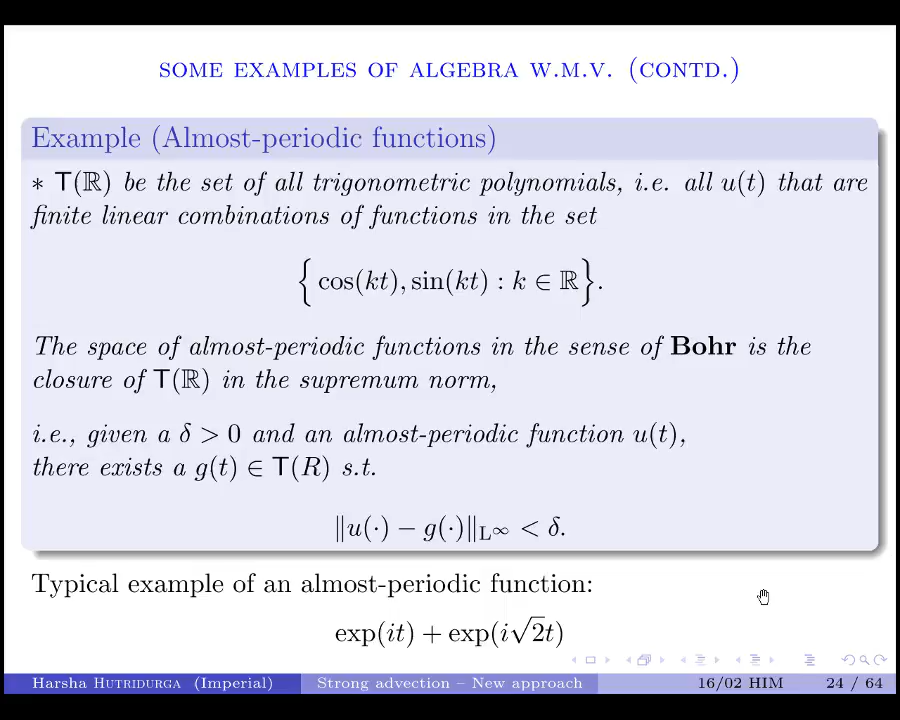 SOME EXAMPLES OF ALGEBRA W.M.V. (CONTD.)
Example (Almost-periodic functions)
∗ T(ℝ) be the set of all trigonometric polynomials, i.e. all u(t) that are
finite linear combinations of functions in the set
{cos(kt), sin(kt) : k ∈ ℝ}.
The space of almost-periodic functions in the sense of Bohr is the
closure of T(ℝ) in the supremum norm,
i.e., given a δ > 0 and an almost-periodic function u(t),
there exists a g(t) ∈ T(R) s.t.
‖u(·) − g(·)‖L∞ < δ.
Typical example of an almost-periodic function:
exp(it) + exp(i√2t)
Harsha HUTRIDURGA (Imperial) Strong advection – New approach 16/02 HIM 24 / 64